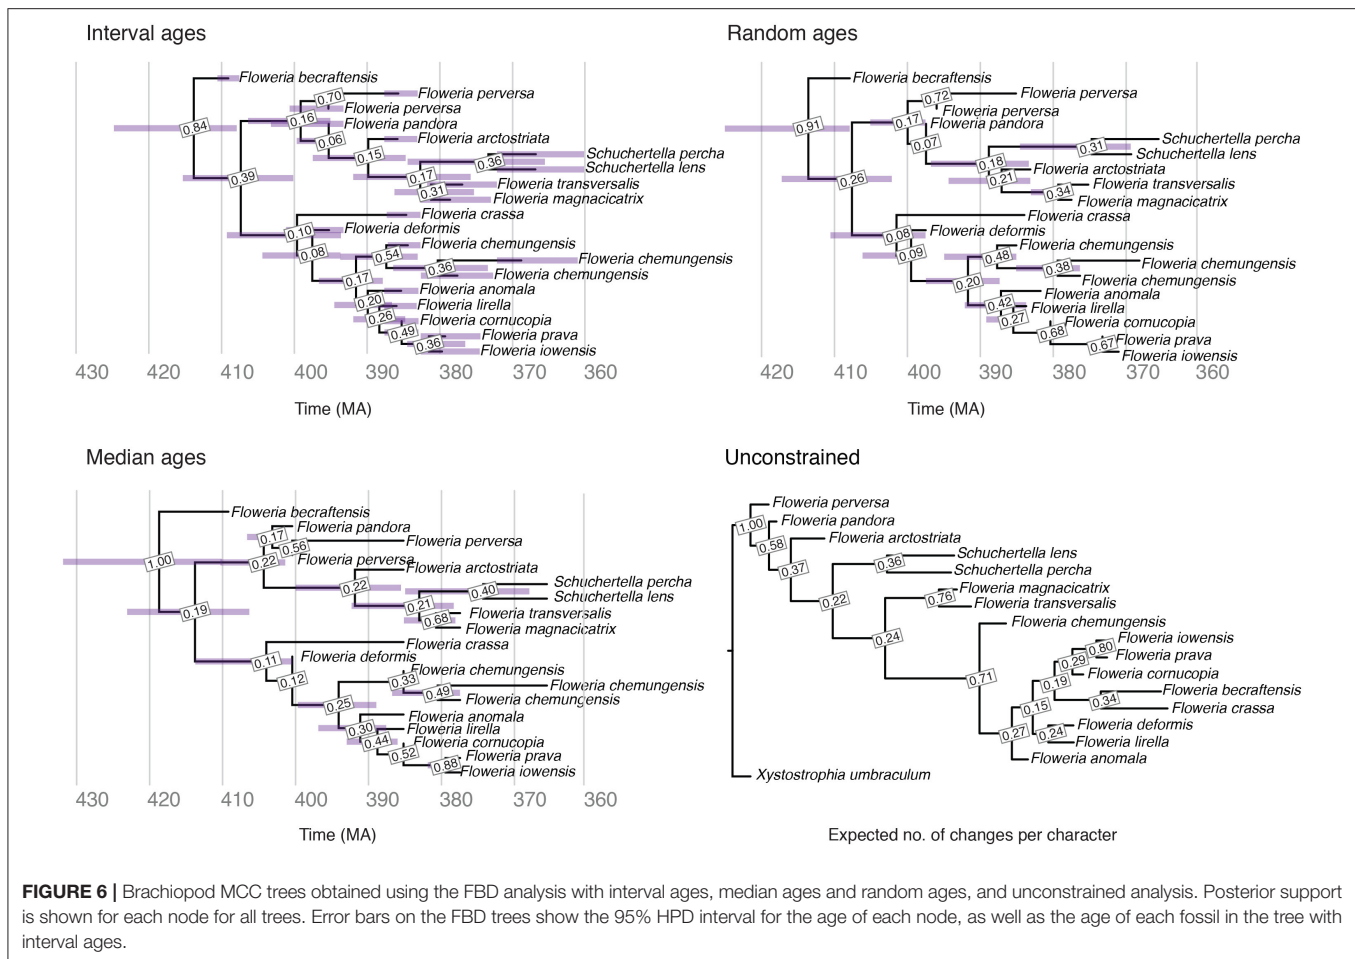 Interval ages
Floweria becraftensis
0.70
Floweria perversa
Floweria perversa
0.84
0.16
Floweria pandora
0.06
Floweria arctostriata
0.15
Schuchertella percha
0.36
Schuchertella lens
0.39
0.17
Floweria transversalis
0.31
Floweria magnacicatrix
Floweria crassa
0.10
Floweria deformis
0.08
0.54
Floweria chemungensis
0.36
Floweria chemungensis
0.17
Floweria chemungensis
Floweria anomala
0.20
Floweria lirella
0.26
Floweria cornucopia
0.49
Floweria prava
0.36
Floweria iowensis
430 420 410 400 390 380 370 360
Time (MA)
Random ages
Floweria becraftensis
0.72
Floweria perversa
Floweria perversa
0.91
0.17
Floweria pandora
0.07
Schuchertella percha
0.31
Schuchertella lens
0.18
Floweria arctostriata
0.26
0.21
Floweria transversalis
0.34
Floweria magnacicatrix
Floweria crassa
0.08
Floweria deformis
0.09
0.48
Floweria chemungensis
0.38
Floweria chemungensis
0.20
Floweria chemungensis
Floweria anomala
0.42
Floweria lirella
0.27
Floweria cornucopia
0.68
Floweria prava
0.67
Floweria iowensis
420 410 400 390 380 370 360
Time (MA)
Median ages
Floweria becraftensis
0.17
Floweria pandora
0.56
Floweria perversa
1.00
0.22
Floweria perversa
Floweria arctostriata
0.22
Schuchertella percha
0.40
Schuchertella lens
0.19
0.21
Floweria transversalis
0.68
Floweria magnacicatrix
Floweria crassa
0.11
Floweria deformis
0.12
0.33
Floweria chemungensis
0.49
Floweria chemungensis
0.25
Floweria chemungensis
Floweria anomala
0.30
Floweria lirella
0.44
Floweria cornucopia
0.52
Floweria prava
0.88
Floweria iowensis
430 420 410 400 390 380 370 360
Time (MA)
Unconstrained
Floweria perversa
1.00
Floweria pandora
0.58
Floweria arctostriata
0.37
Schuchertella lens
0.36
Schuchertella percha
0.22
Floweria magnacicatrix
0.76
Floweria transversalis
0.24
Floweria chemungensis
0.71
Floweria iowensis
0.80
Floweria prava
0.29
Floweria cornucopia
0.19
Floweria becraftensis
0.34
Floweria crassa
0.15
Floweria deformis
0.27
0.24
Floweria lirella
Floweria anomala
Xystostrophia umbraculum
Expected no. of changes per character
FIGURE 6 | Brachiopod MCC trees obtained using the FBD analysis with interval ages, median ages and random ages, and unconstrained analysis. Posterior support
is shown for each node for all trees. Error bars on the FBD trees show the 95% HPD interval for the age of each node, as well as the age of each fossil in the tree with
interval ages.